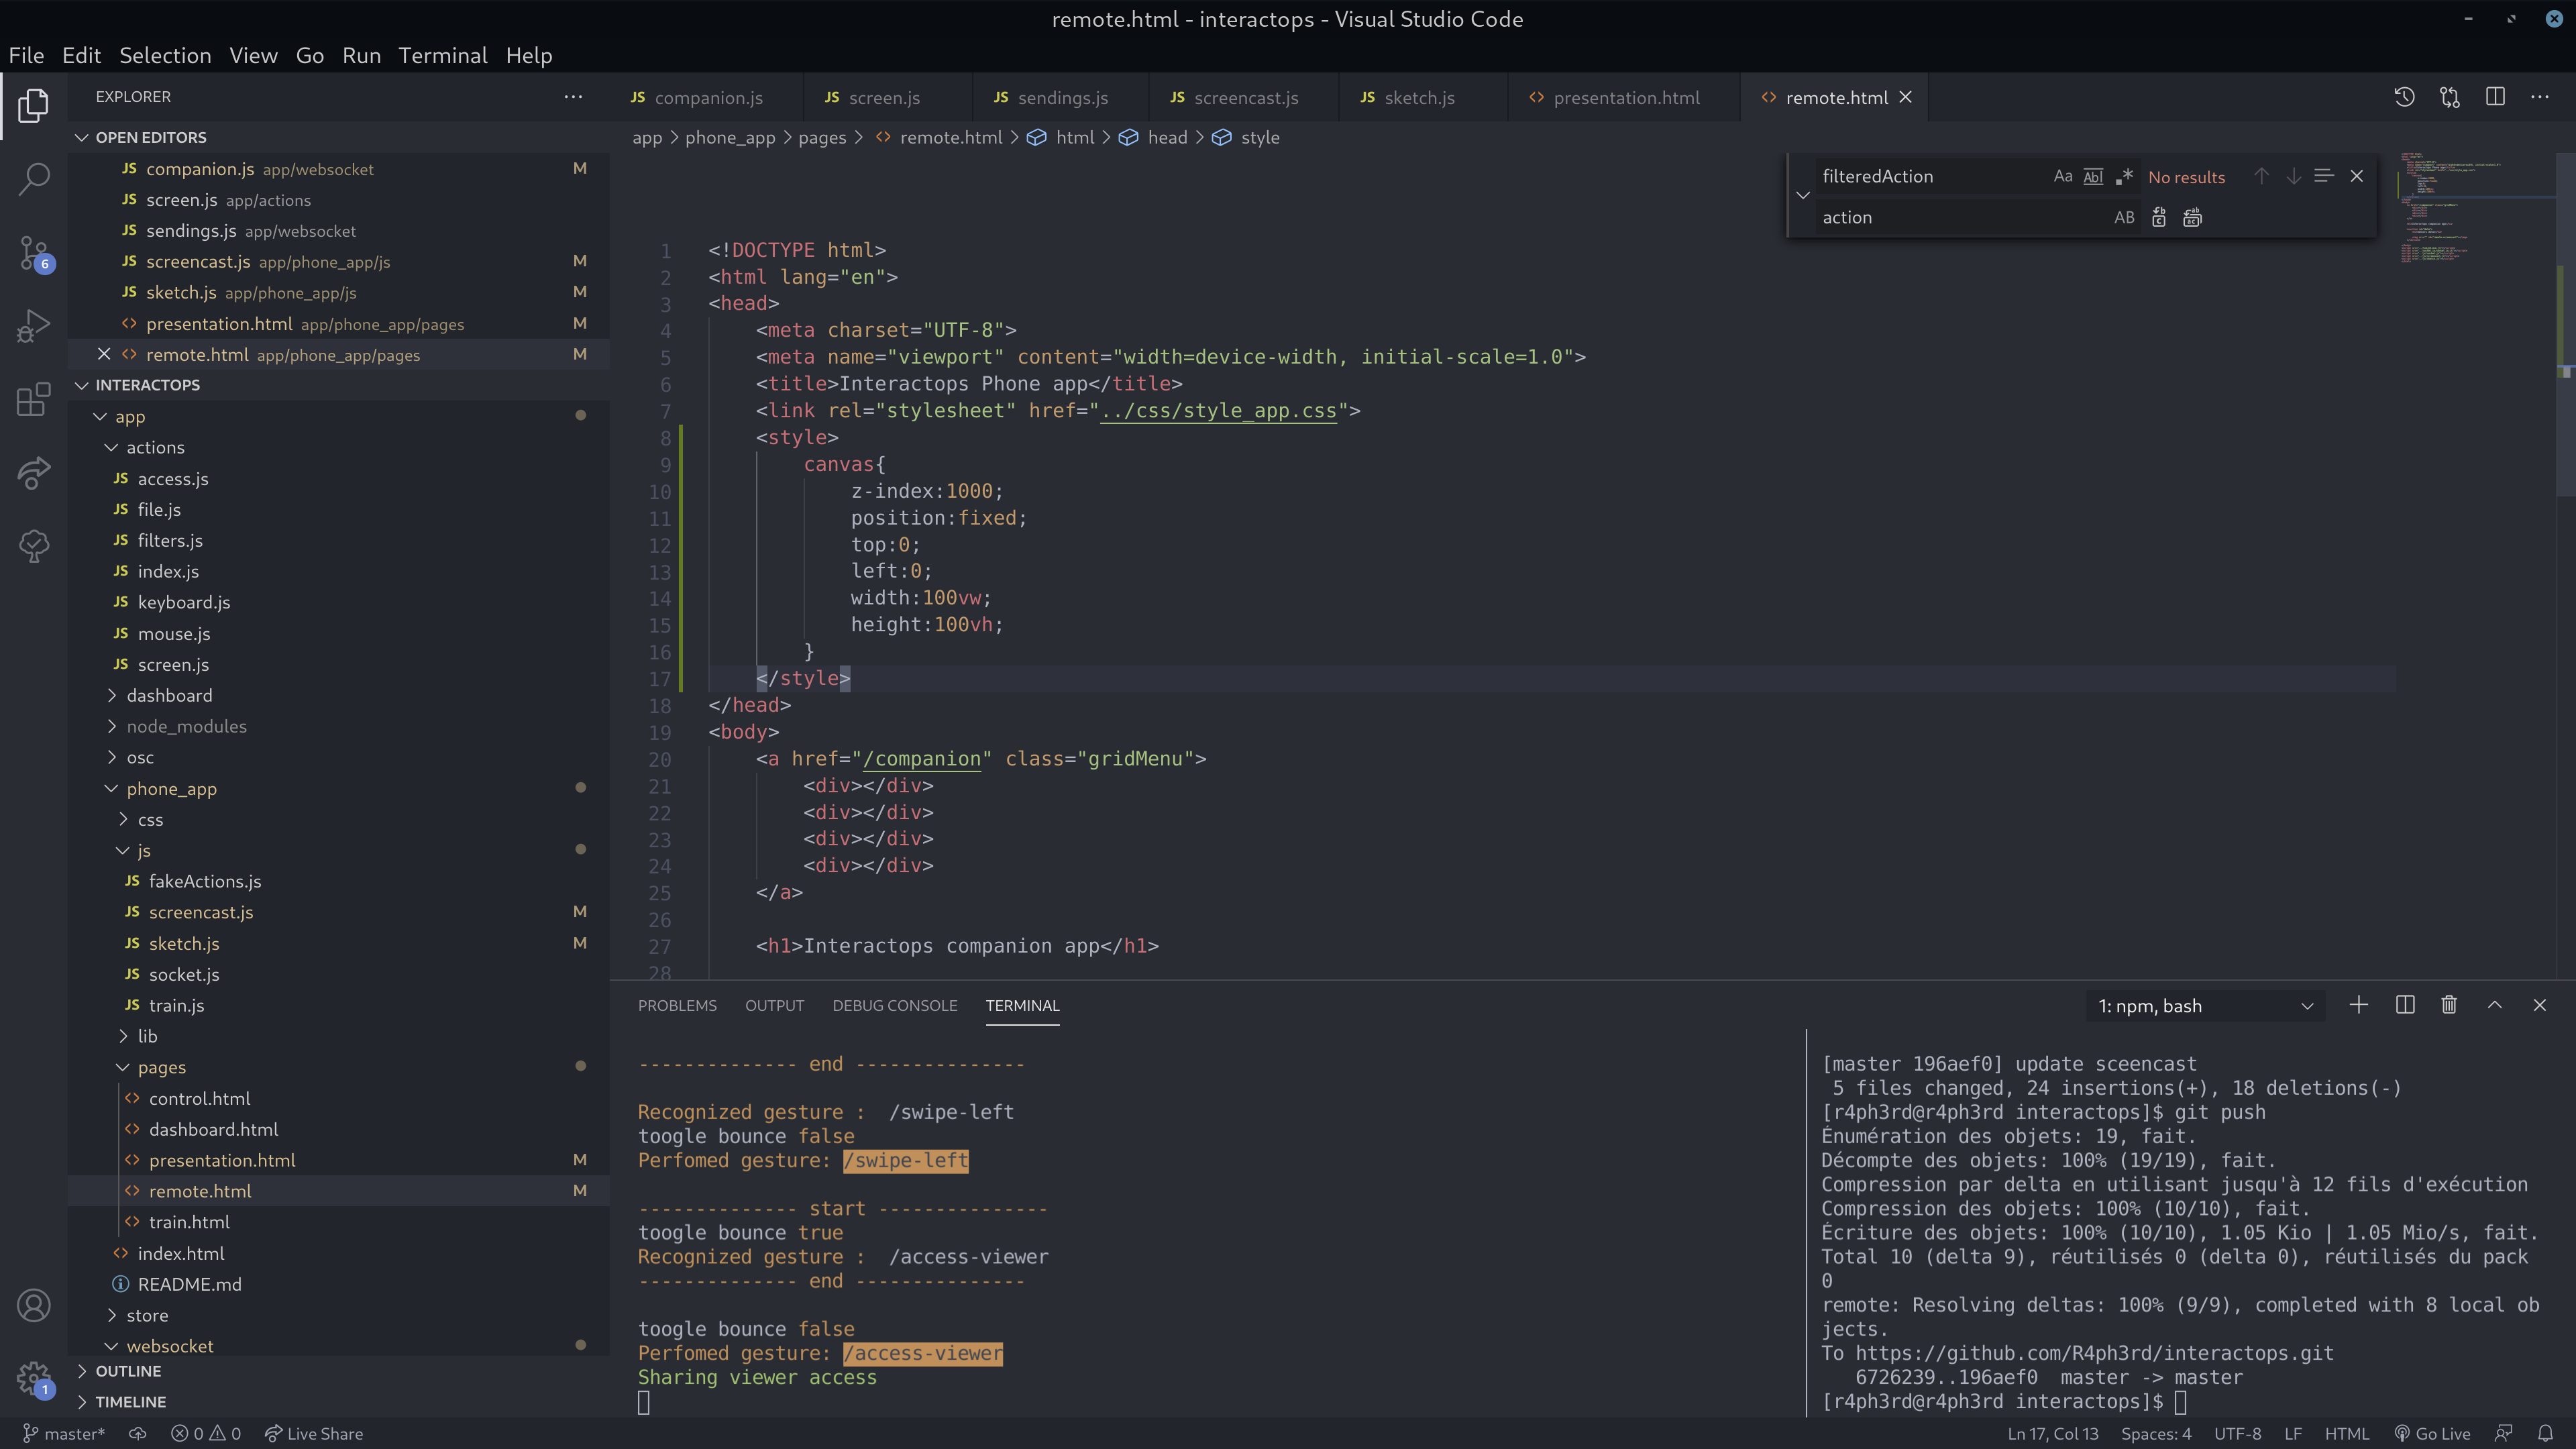 remote.html - interactops - Visual Studio Code
File Edit Selection View Go Run Terminal Help
EXPLORER
OPEN EDITORS
JS companion.js app/websocket M
JS screen.js app/actions
JS sendings.js app/websocket
JS screencast.js app/phone_app/js M
JS sketch.js app/phone_app/js M
<> presentation.html app/phone_app/pages M
<> remote.html app/phone_app/pages M
INTERACTOPS
app
actions
JS access.js
JS file.js
JS filters.js
JS index.js
JS keyboard.js
JS mouse.js
JS screen.js
dashboard
node_modules
osc
phone_app
css
js
JS fakeActions.js
JS screencast.js M
JS sketch.js M
JS socket.js
JS train.js
lib
pages
<> control.html
<> dashboard.html
<> presentation.html M
<> remote.html M
<> train.html
<> index.html
README.md
store
websocket
OUTLINE
TIMELINE
6
1
JS companion.js JS screen.js JS sendings.js JS screencast.js JS sketch.js <> presentation.html <> remote.html
app > phone_app > pages > <> remote.html > html > head > style
filteredAction Aa Abl .* No results
action AB
1 <!DOCTYPE html>
2 <html lang="en">
3 <head>
4 <meta charset="UTF-8">
5 <meta name="viewport" content="width=device-width, initial-scale=1.0">
6 <title>Interactops Phone app</title>
7 <link rel="stylesheet" href="../css/style_app.css">
8 <style>
9 canvas{
10 z-index:1000;
11 position:fixed;
12 top:0;
13 left:0;
14 width:100vw;
15 height:100vh;
16 }
17 </style>
18 </head>
19 <body>
20 <a href="/companion" class="gridMenu">
21 <div></div>
22 <div></div>
23 <div></div>
24 <div></div>
25 </a>
26
27 <h1>Interactops companion app</h1>
28
PROBLEMS OUTPUT DEBUG CONSOLE TERMINAL
1: npm, bash
-------------- end ---------------
Recognized gesture :  /swipe-left
toogle bounce false
Perfomed gesture: /swipe-left
-------------- start ---------------
toogle bounce true
Recognized gesture :  /access-viewer
-------------- end ---------------
toogle bounce false
Perfomed gesture: /access-viewer
Sharing viewer access
[master 196aef0] update sceencast
5 files changed, 24 insertions(+), 18 deletions(-)
[r4ph3rd@r4ph3rd interactops]$ git push
Énumération des objets: 19, fait.
Décompte des objets: 100% (19/19), fait.
Compression par delta en utilisant jusqu'à 12 fils d'exécution
Compression des objets: 100% (10/10), fait.
Écriture des objets: 100% (10/10), 1.05 Kio | 1.05 Mio/s, fait.
Total 10 (delta 9), réutilisés 0 (delta 0), réutilisés du pack
0
remote: Resolving deltas: 100% (9/9), completed with 8 local ob
jects.
To https://github.com/R4ph3rd/interactops.git
6726239..196aef0  master -> master
[r4ph3rd@r4ph3rd interactops]$
master* 0 0 Live Share Ln 17, Col 13 Spaces: 4 UTF-8 LF HTML Go Live